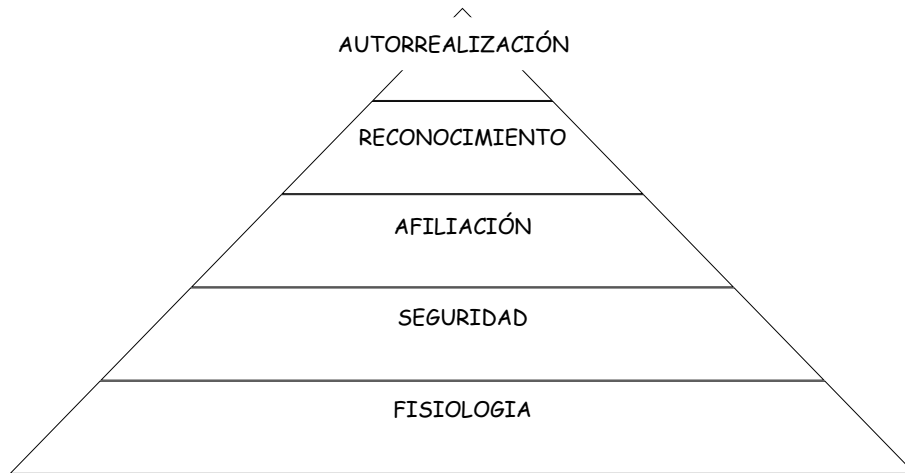 AUTORREALIZACIÓN
RECONOCIMIENTO
AFILIACIÓN
SEGURIDAD
FISIOLOGIA